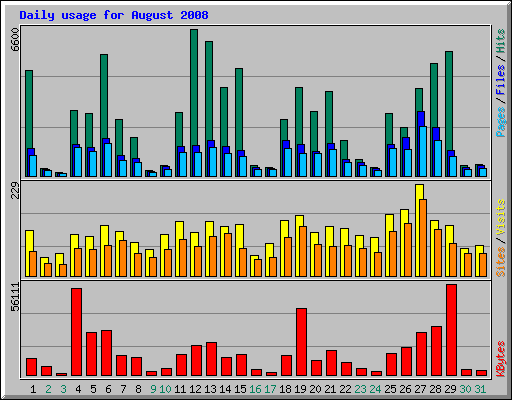 Daily usage for August 2008
6600
229
56111
Pages / Files / Hits
Sites / Visits
KBytes
1 2 3 4 5 6 7 8 9 10 11 12 13 14 15 16 17 18 19 20 21 22 23 24 25 26 27 28 29 30 31